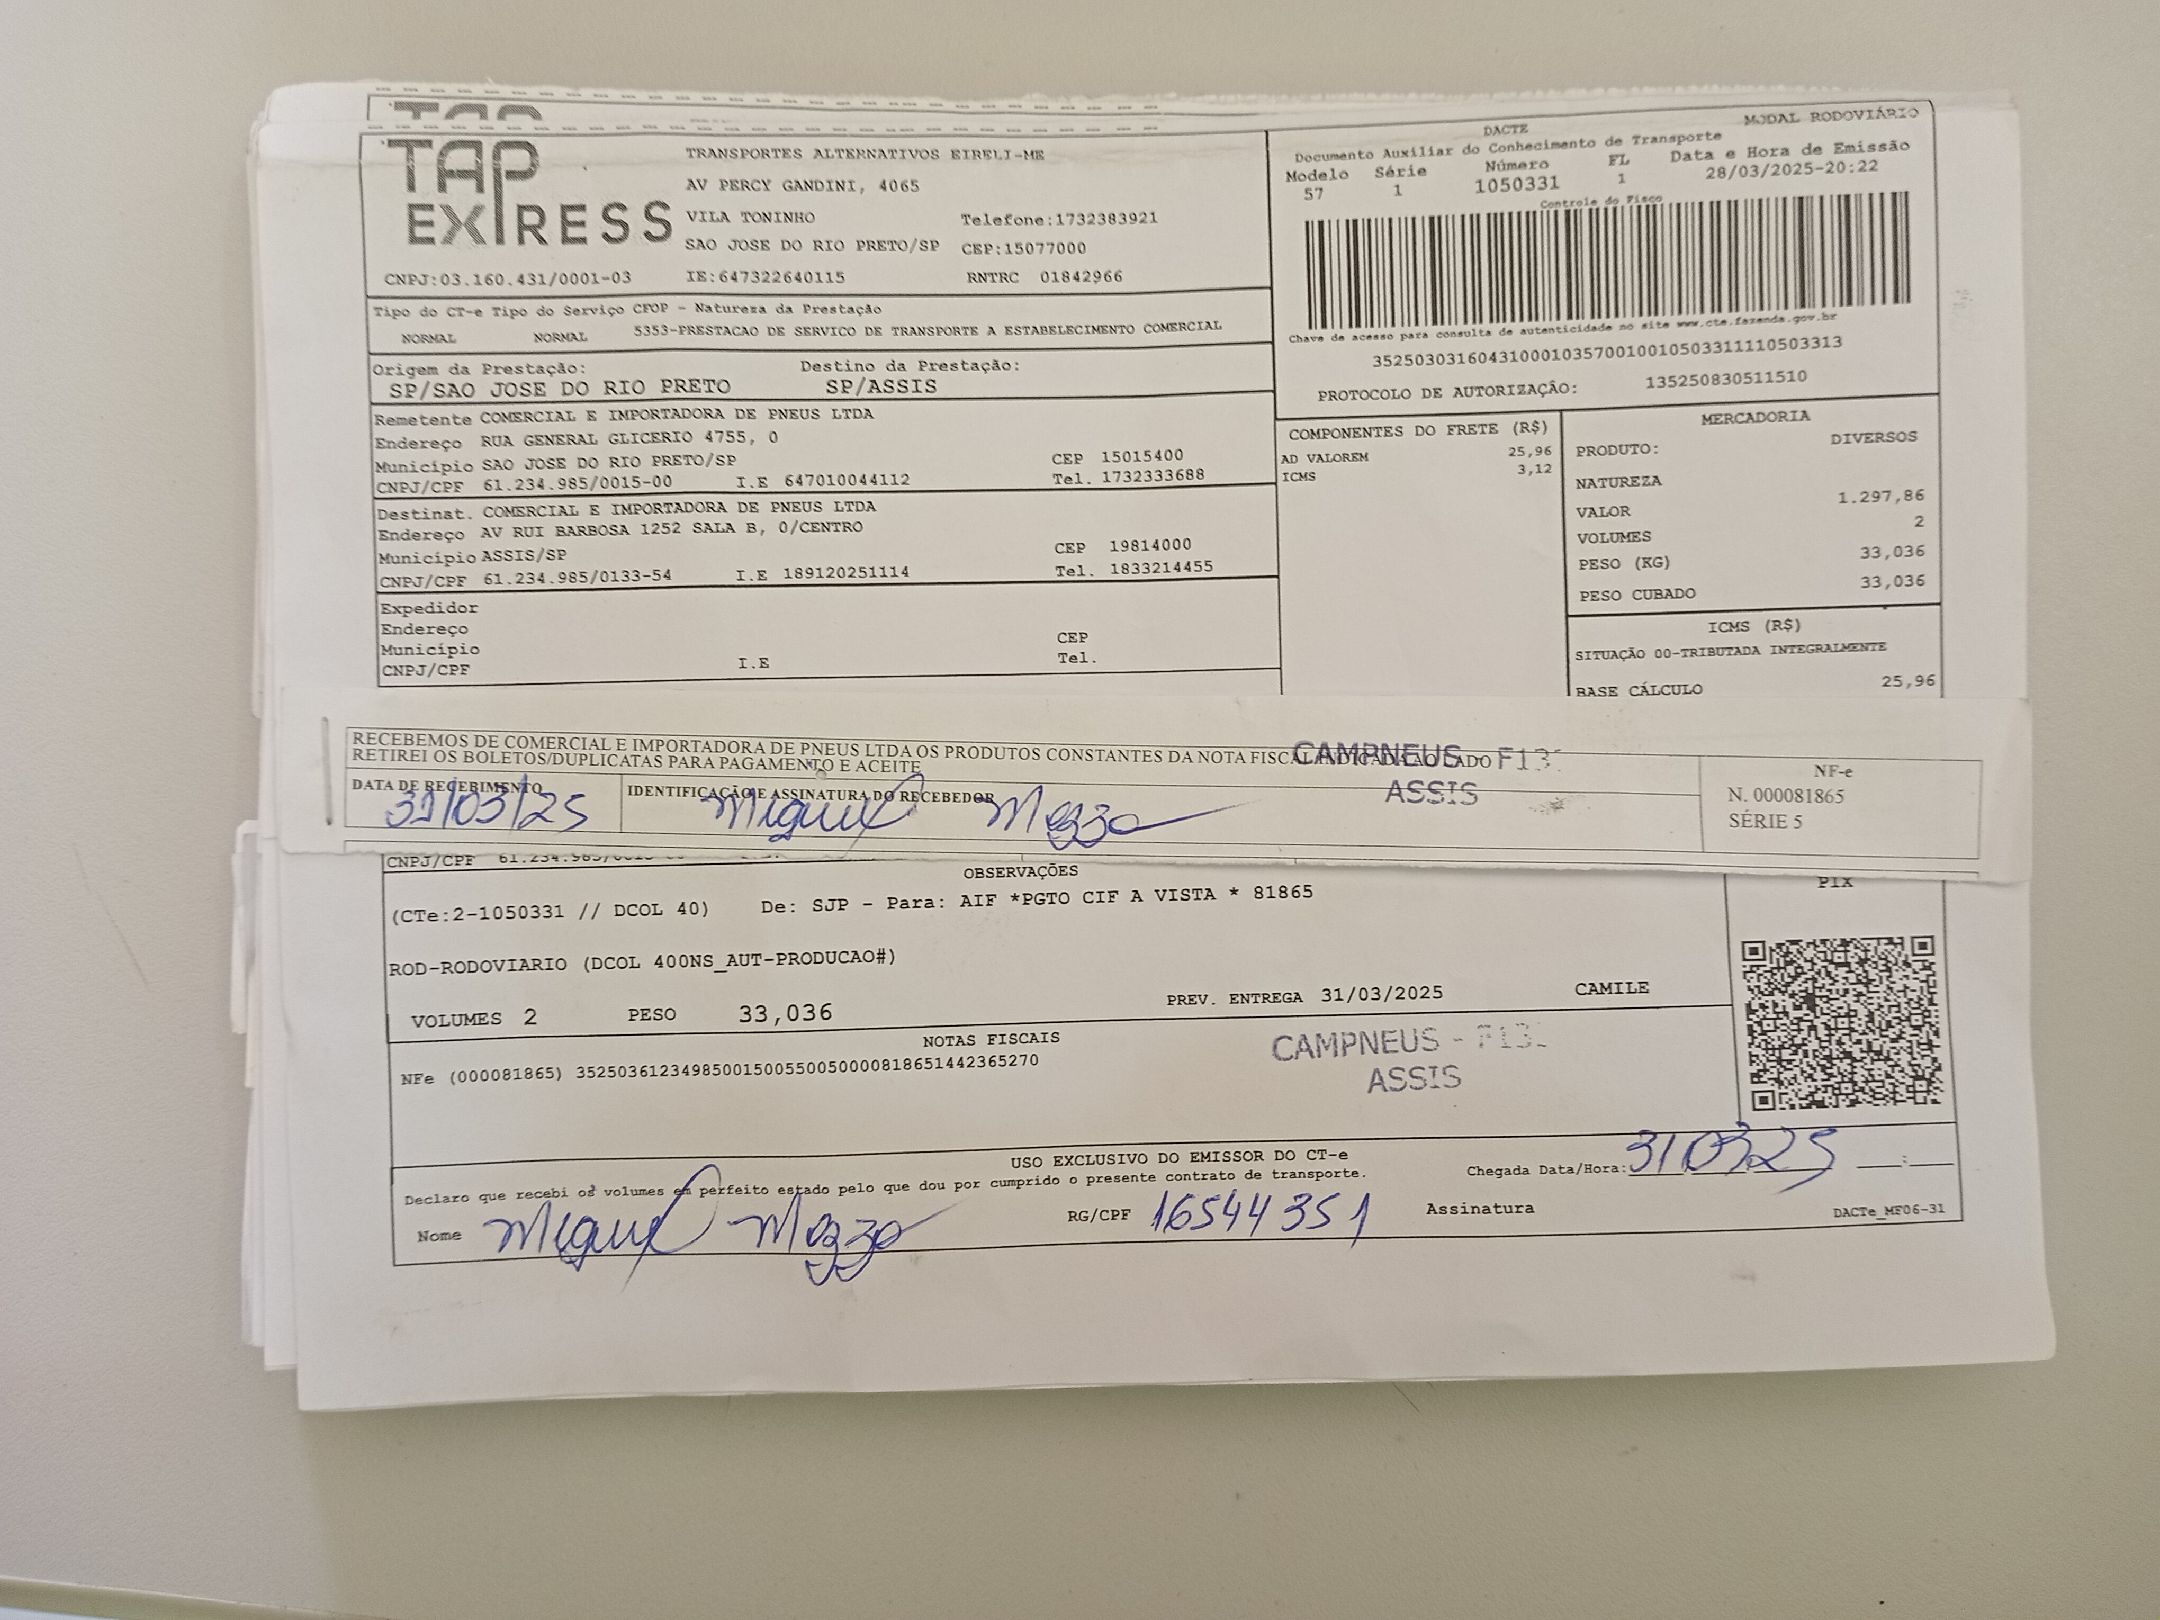 TAP EXPRESS
TRANSPORTES ALTERNATIVOS EIRELI-ME
AV PERCY GANDINI, 4065
VILA TONINHO Telefone:1732383921
SAO JOSE DO RIO PRETO/SP CEP:15077000
CNPJ:03.160.431/0001-03 IE:647322640115 RNTRC 01842966
DACTE MODAL RODOVIÁRIO
Documento Auxiliar do Conhecimento de Transporte
Modelo Série Número FL Data e Hora de Emissão
57 1 1050331 1 28/03/2025-20:22
Controle do Fisco
Chave de acesso para consulta de autenticidade no site www.cte.fazenda.gov.br
35250303160431000103570010010503311110503313
PROTOCOLO DE AUTORIZAÇÃO: 135250830511510
Tipo do CT-e Tipo do Serviço CFOP - Natureza da Prestação
NORMAL NORMAL 5353-PRESTACAO DE SERVICO DE TRANSPORTE A ESTABELECIMENTO COMERCIAL
Origem da Prestação: Destino da Prestação:
SP/SAO JOSE DO RIO PRETO SP/ASSIS
Remetente COMERCIAL E IMPORTADORA DE PNEUS LTDA
Endereço RUA GENERAL GLICERIO 4755, 0
Município SAO JOSE DO RIO PRETO/SP CEP 15015400
CNPJ/CPF 61.234.985/0015-00 I.E 647010044112 Tel. 1732333688
Destinat. COMERCIAL E IMPORTADORA DE PNEUS LTDA
Endereço AV RUI BARBOSA 1252 SALA B, 0/CENTRO
Município ASSIS/SP CEP 19814000
CNPJ/CPF 61.234.985/0133-54 I.E 189120251114 Tel. 1833214455
Expedidor
Endereço
Município CEP
CNPJ/CPF I.E Tel.
COMPONENTES DO FRETE (R$)
AD VALOREM 25,96
ICMS 3,12
MERCADORIA
PRODUTO: DIVERSOS
NATUREZA
VALOR 1.297,86
VOLUMES 2
PESO (KG) 33,036
PESO CUBADO 33,036
ICMS (R$)
SITUAÇÃO 00-TRIBUTADA INTEGRALMENTE
BASE CÁLCULO 25,96
RECEBEMOS DE COMERCIAL E IMPORTADORA DE PNEUS LTDA OS PRODUTOS CONSTANTES DA NOTA FISCAL INDICADA AO LADO
RETIREI OS BOLETOS/DUPLICATAS PARA PAGAMENTO E ACEITE
CAMPNEUS - F13
ASSIS
DATA DE RECEBIMENTO IDENTIFICAÇÃO E ASSINATURA DO RECEBEDOR
31/03/25 Miguel Mozzo
NF-e
N. 000081865
SÉRIE 5
CNPJ/CPF
OBSERVAÇÕES
PIX
(CTe:2-1050331 // DCOL 40) De: SJP - Para: AIF *PGTO CIF A VISTA * 81865
ROD-RODOVIARIO (DCOL 400NS_AUT-PRODUCAO#)
VOLUMES 2 PESO 33,036 PREV. ENTREGA 31/03/2025 CAMILE
NOTAS FISCAIS
NFe (000081865) 35250361234985001500550050000818651442365270
CAMPNEUS - F13
ASSIS
USO EXCLUSIVO DO EMISSOR DO CT-e
Declaro que recebi os volumes em perfeito estado pelo que dou por cumprido o presente contrato de transporte.
Chegada Data/Hora: 31 03 25 :
Nome Miguel Mozzo RG/CPF 16544351 Assinatura
DACTe_MF06-31